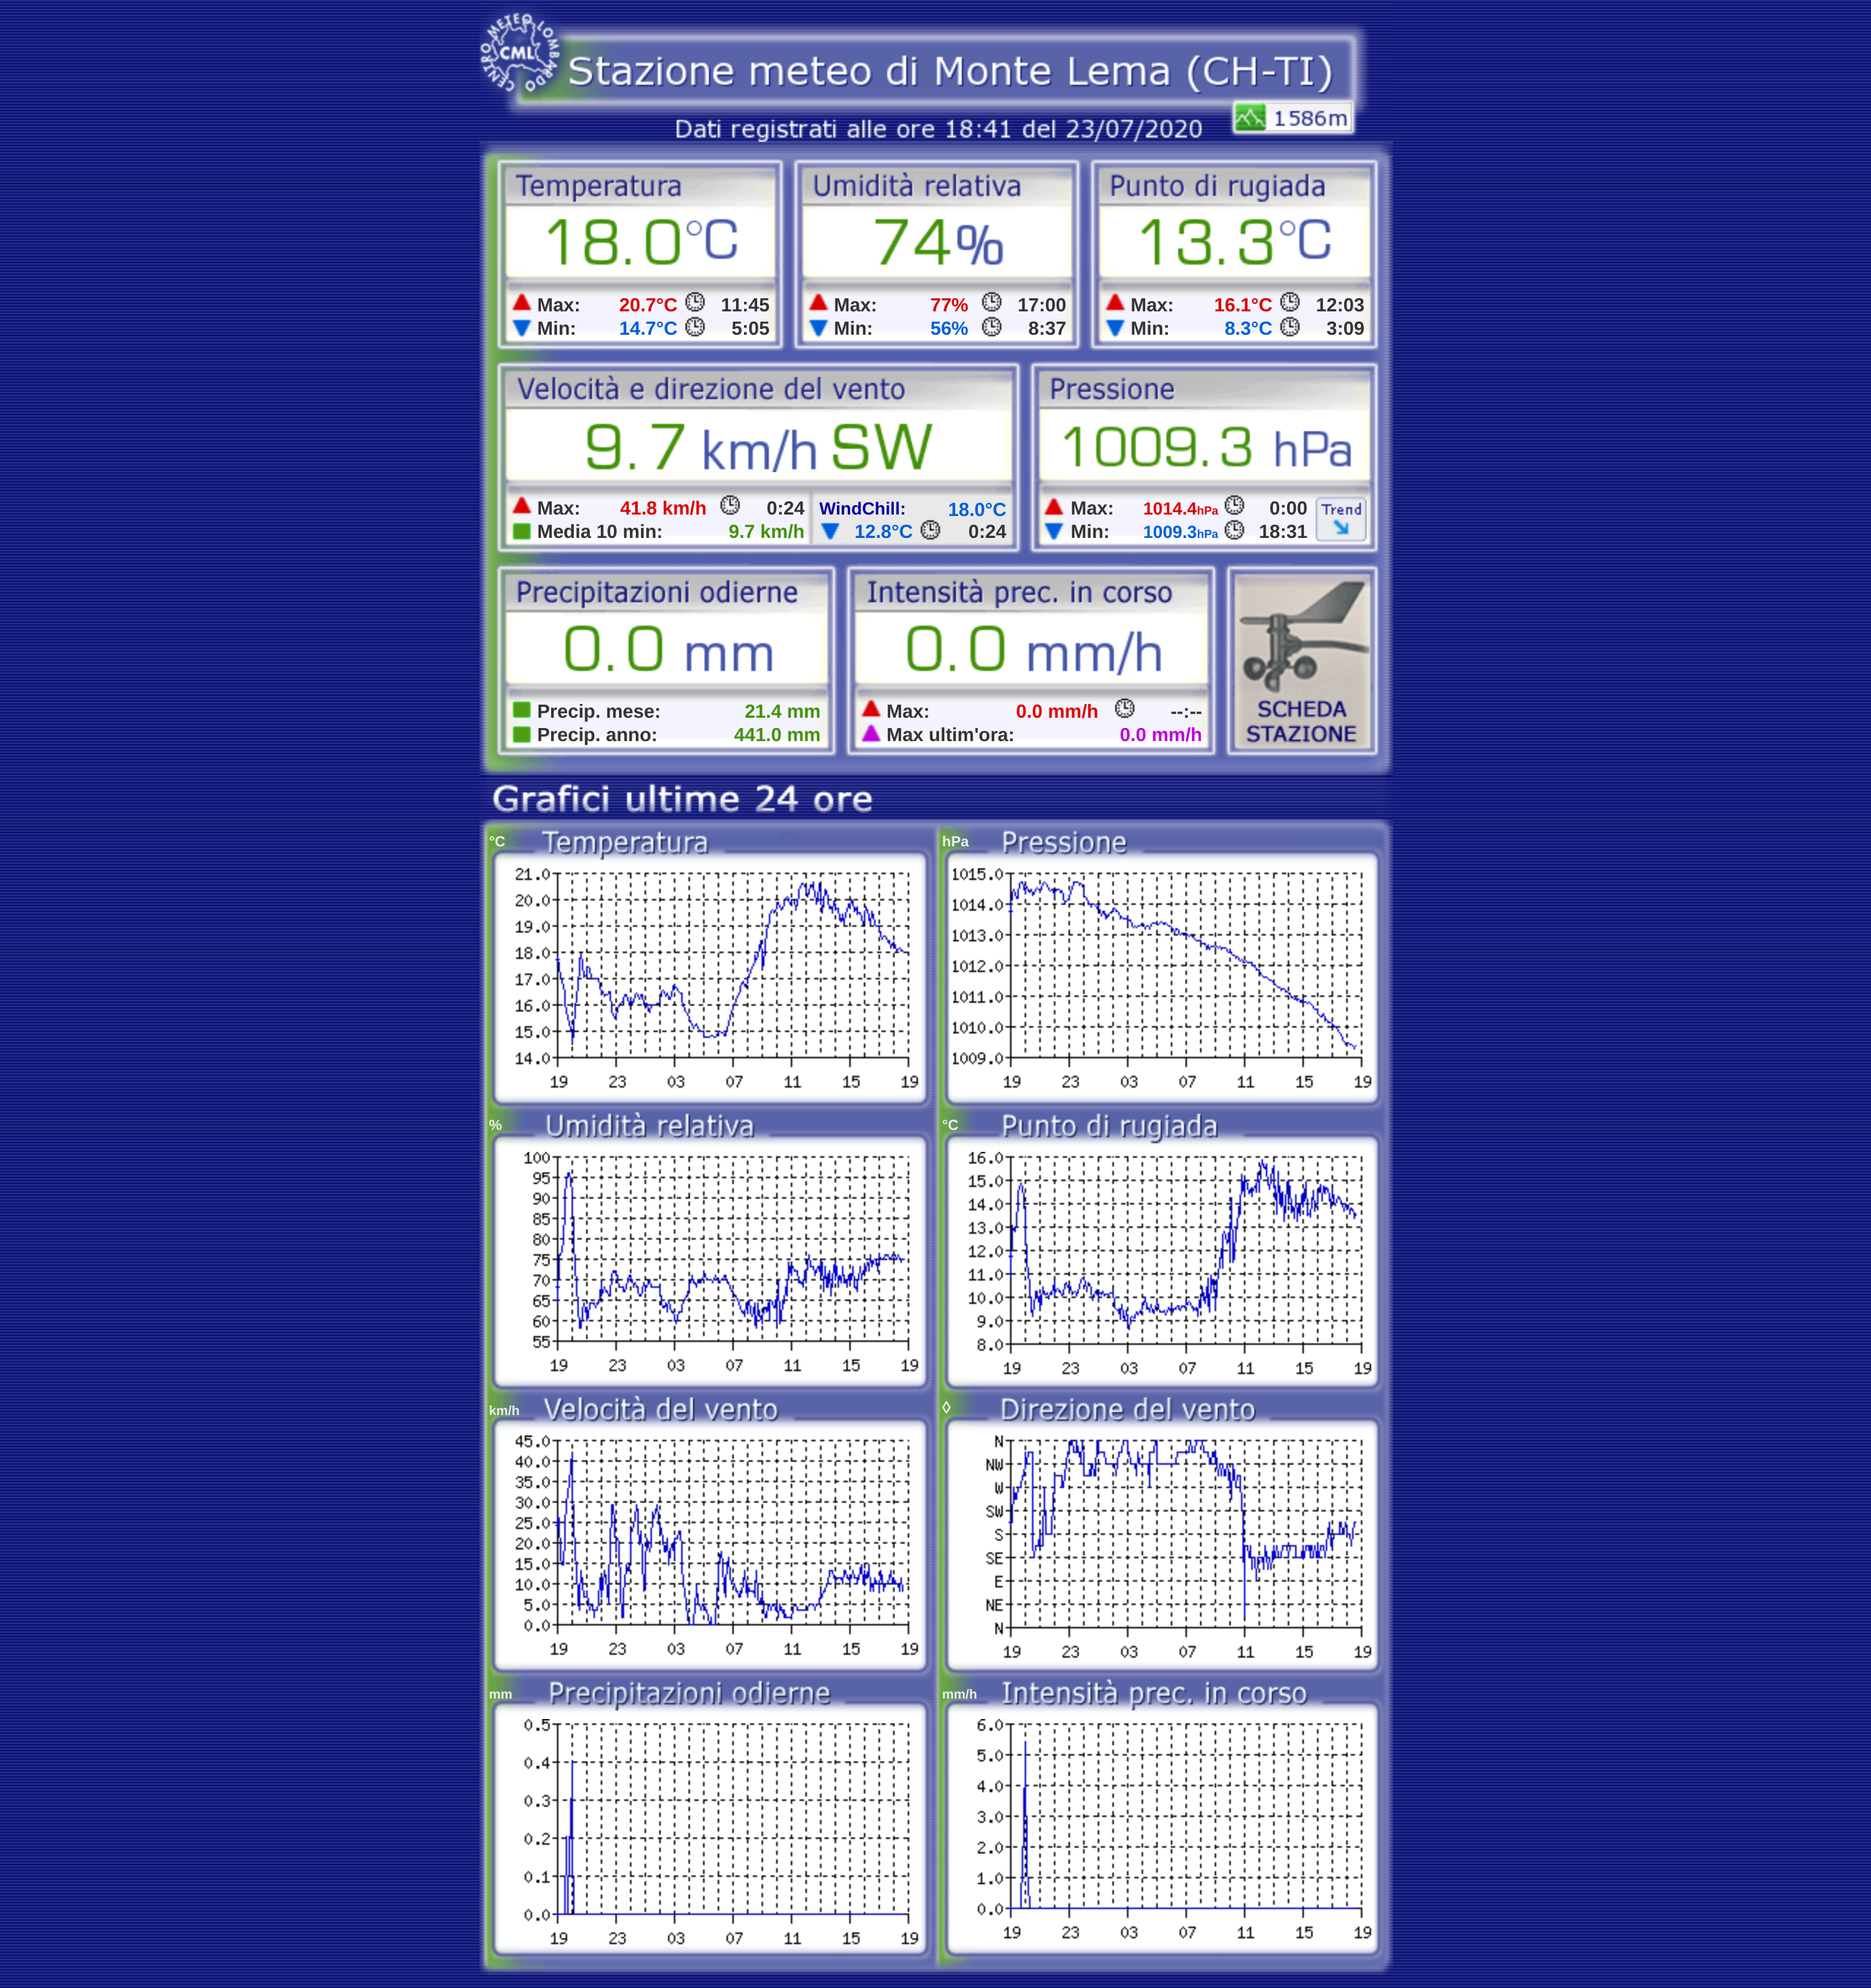 CENTRO METEO LOMBARDO
CML
Stazione meteo di Monte Lema (CH-TI)
1586m
Dati registrati alle ore 18:41 del 23/07/2020
Temperatura
18.0°C
Max: 20.7°C 11:45
Min: 14.7°C 5:05
Umidità relativa
74%
Max: 77% 17:00
Min: 56% 8:37
Punto di rugiada
13.3°C
Max: 16.1°C 12:03
Min: 8.3°C 3:09
Velocità e direzione del vento
9.7 km/h SW
Max: 41.8 km/h 0:24
Media 10 min: 9.7 km/h
WindChill: 18.0°C
12.8°C 0:24
Pressione
1009.3 hPa
Max: 1014.4hPa 0:00
Min: 1009.3hPa 18:31
Trend
Precipitazioni odierne
0.0 mm
Precip. mese: 21.4 mm
Precip. anno: 441.0 mm
Intensità prec. in corso
0.0 mm/h
Max: 0.0 mm/h --:--
Max ultim'ora: 0.0 mm/h
SCHEDA
STAZIONE
Grafici ultime 24 ore
°C Temperatura
21.0
20.0
19.0
18.0
17.0
16.0
15.0
14.0
19 23 03 07 11 15 19
hPa Pressione
1015.0
1014.0
1013.0
1012.0
1011.0
1010.0
1009.0
19 23 03 07 11 15 19
% Umidità relativa
100
95
90
85
80
75
70
65
60
55
19 23 03 07 11 15 19
°C Punto di rugiada
16.0
15.0
14.0
13.0
12.0
11.0
10.0
9.0
8.0
19 23 03 07 11 15 19
km/h Velocità del vento
45.0
40.0
35.0
30.0
25.0
20.0
15.0
10.0
5.0
0.0
19 23 03 07 11 15 19
◊ Direzione del vento
N
NW
W
SW
S
SE
E
NE
N
19 23 03 07 11 15 19
mm Precipitazioni odierne
0.5
0.4
0.3
0.2
0.1
0.0
19 23 03 07 11 15 19
mm/h Intensità prec. in corso
6.0
5.0
4.0
3.0
2.0
1.0
0.0
19 23 03 07 11 15 19